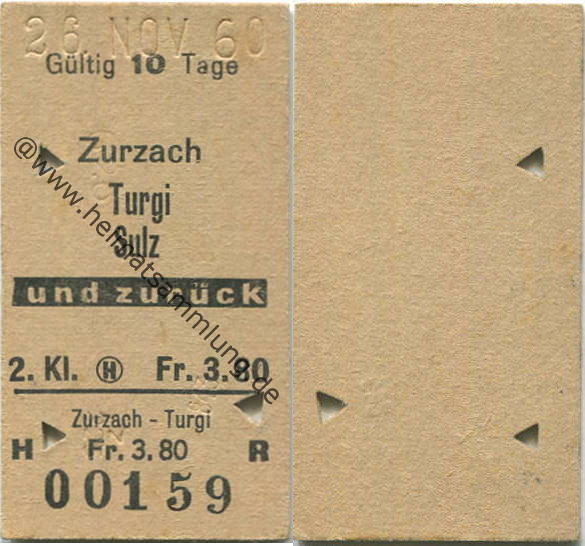 26. NOV 60
Gültig 10 Tage
Zurzach
Turgi
Sulz
und zurück
2. Kl. H Fr. 3.80
Zurzach - Turgi
H Fr. 3.80 R
00159
@www.heimatsammlung.de